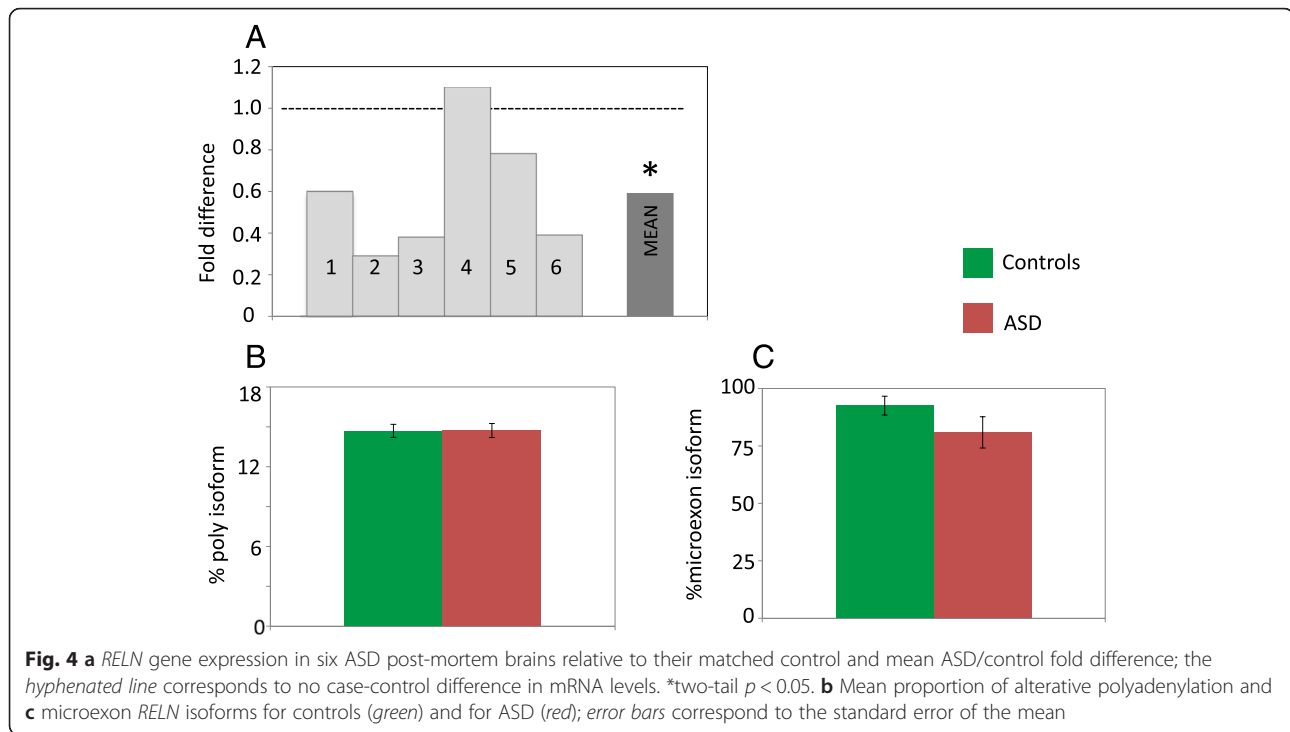 A
1.2
1.0
0.8
0.6
0.4
0.2
0
Fold difference
1 2 3 4 5 6
*
MEAN
Controls
ASD
B
18
12
6
0
% poly isoform
C
100
75
50
25
0
%microexon isoform
Fig. 4 a RELN gene expression in six ASD post-mortem brains relative to their matched control and mean ASD/control fold difference; the
hyphenated line corresponds to no case-control difference in mRNA levels. *two-tail p < 0.05. b Mean proportion of alterative polyadenylation and
c microexon RELN isoforms for controls (green) and for ASD (red); error bars correspond to the standard error of the mean